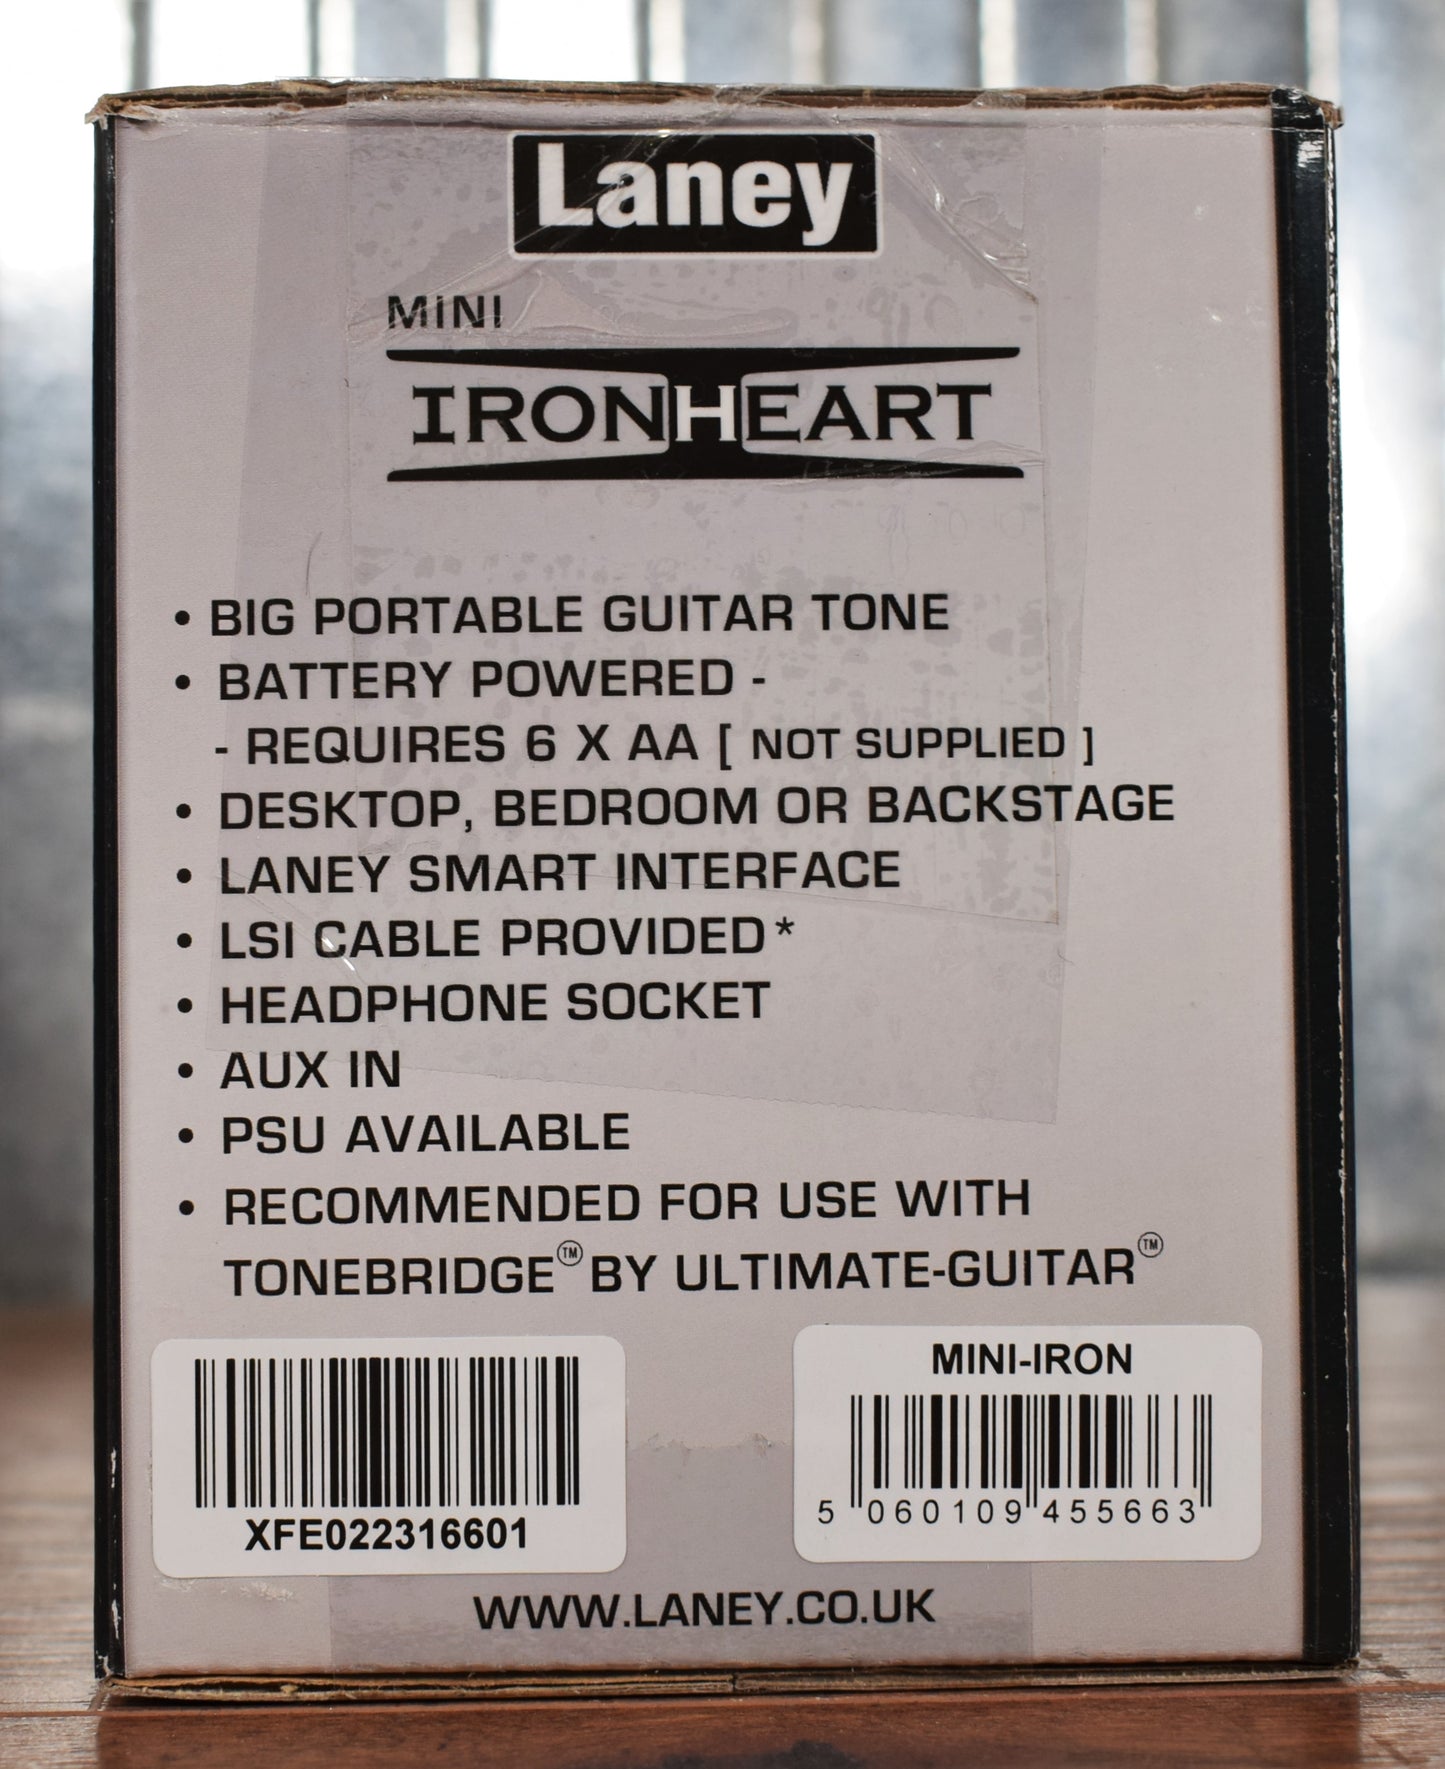 Laney
MINI
IRONHEART
• BIG PORTABLE GUITAR TONE
• BATTERY POWERED -
- REQUIRES 6 X AA [ NOT SUPPLIED ]
• DESKTOP, BEDROOM OR BACKSTAGE
• LANEY SMART INTERFACE
• LSI CABLE PROVIDED*
• HEADPHONE SOCKET
• AUX IN
• PSU AVAILABLE
• RECOMMENDED FOR USE WITH
TONEBRIDGE™ BY ULTIMATE-GUITAR™
XFE022316601
MINI-IRON
5 060109 455663
WWW.LANEY.CO.UK